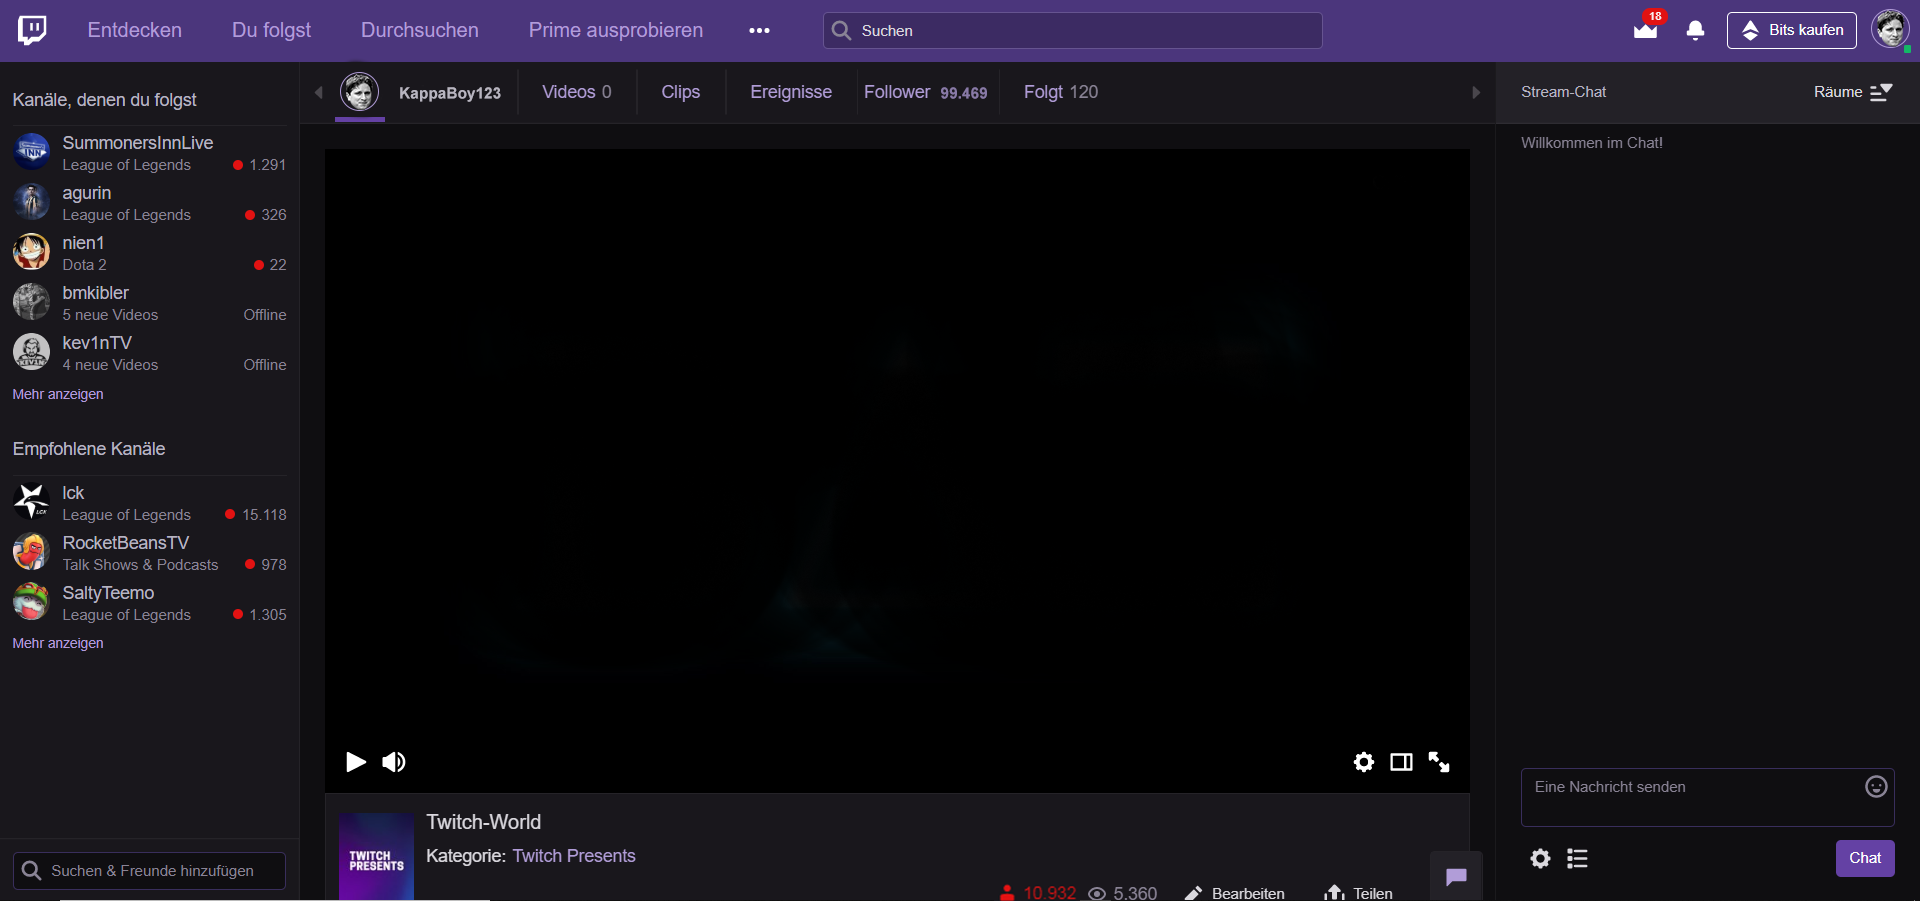 Entdecken Du folgst Durchsuchen Prime ausprobieren ••• Suchen 18 Bits kaufen
Kanäle, denen du folgst
SummonersInnLive
League of Legends 1.291
agurin
League of Legends 326
nien1
Dota 2 22
bmkibler
5 neue Videos Offline
kev1nTV
4 neue Videos Offline
Mehr anzeigen
Empfohlene Kanäle
lck
League of Legends 15.118
RocketBeansTV
Talk Shows & Podcasts 978
SaltyTeemo
League of Legends 1.305
Mehr anzeigen
Suchen & Freunde hinzufügen
KappaBoy123 Videos 0 Clips Ereignisse Follower 99.469 Folgt 120
TWITCH
PRESENTS
Twitch-World
Kategorie: Twitch Presents
10.932 5.360 Bearbeiten Teilen
Stream-Chat Räume
Willkommen im Chat!
Eine Nachricht senden
Chat